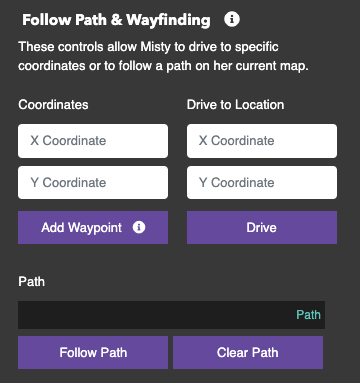 Follow Path & Wayfinding
These controls allow Misty to drive to specific
coordinates or to follow a path on her current map.
Coordinates
Drive to Location
X Coordinate
X Coordinate
Y Coordinate
Y Coordinate
Add Waypoint
Drive
Path
Path
Follow Path
Clear Path